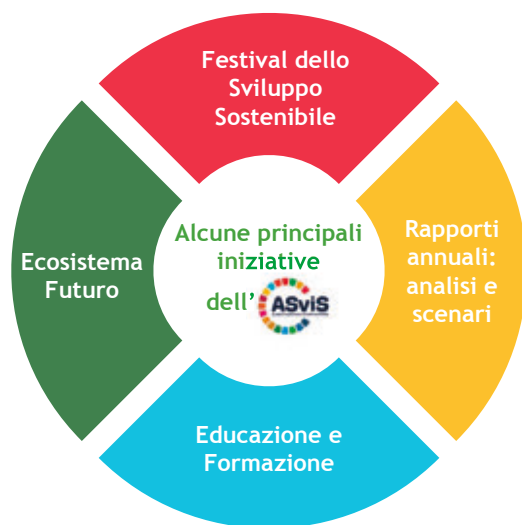 Festival dello
Sviluppo
Sostenibile
Ecosistema
Futuro
Alcune principali
iniziative
dell’ ASviS
Rapporti
annuali:
analisi e
scenari
Educazione e
Formazione